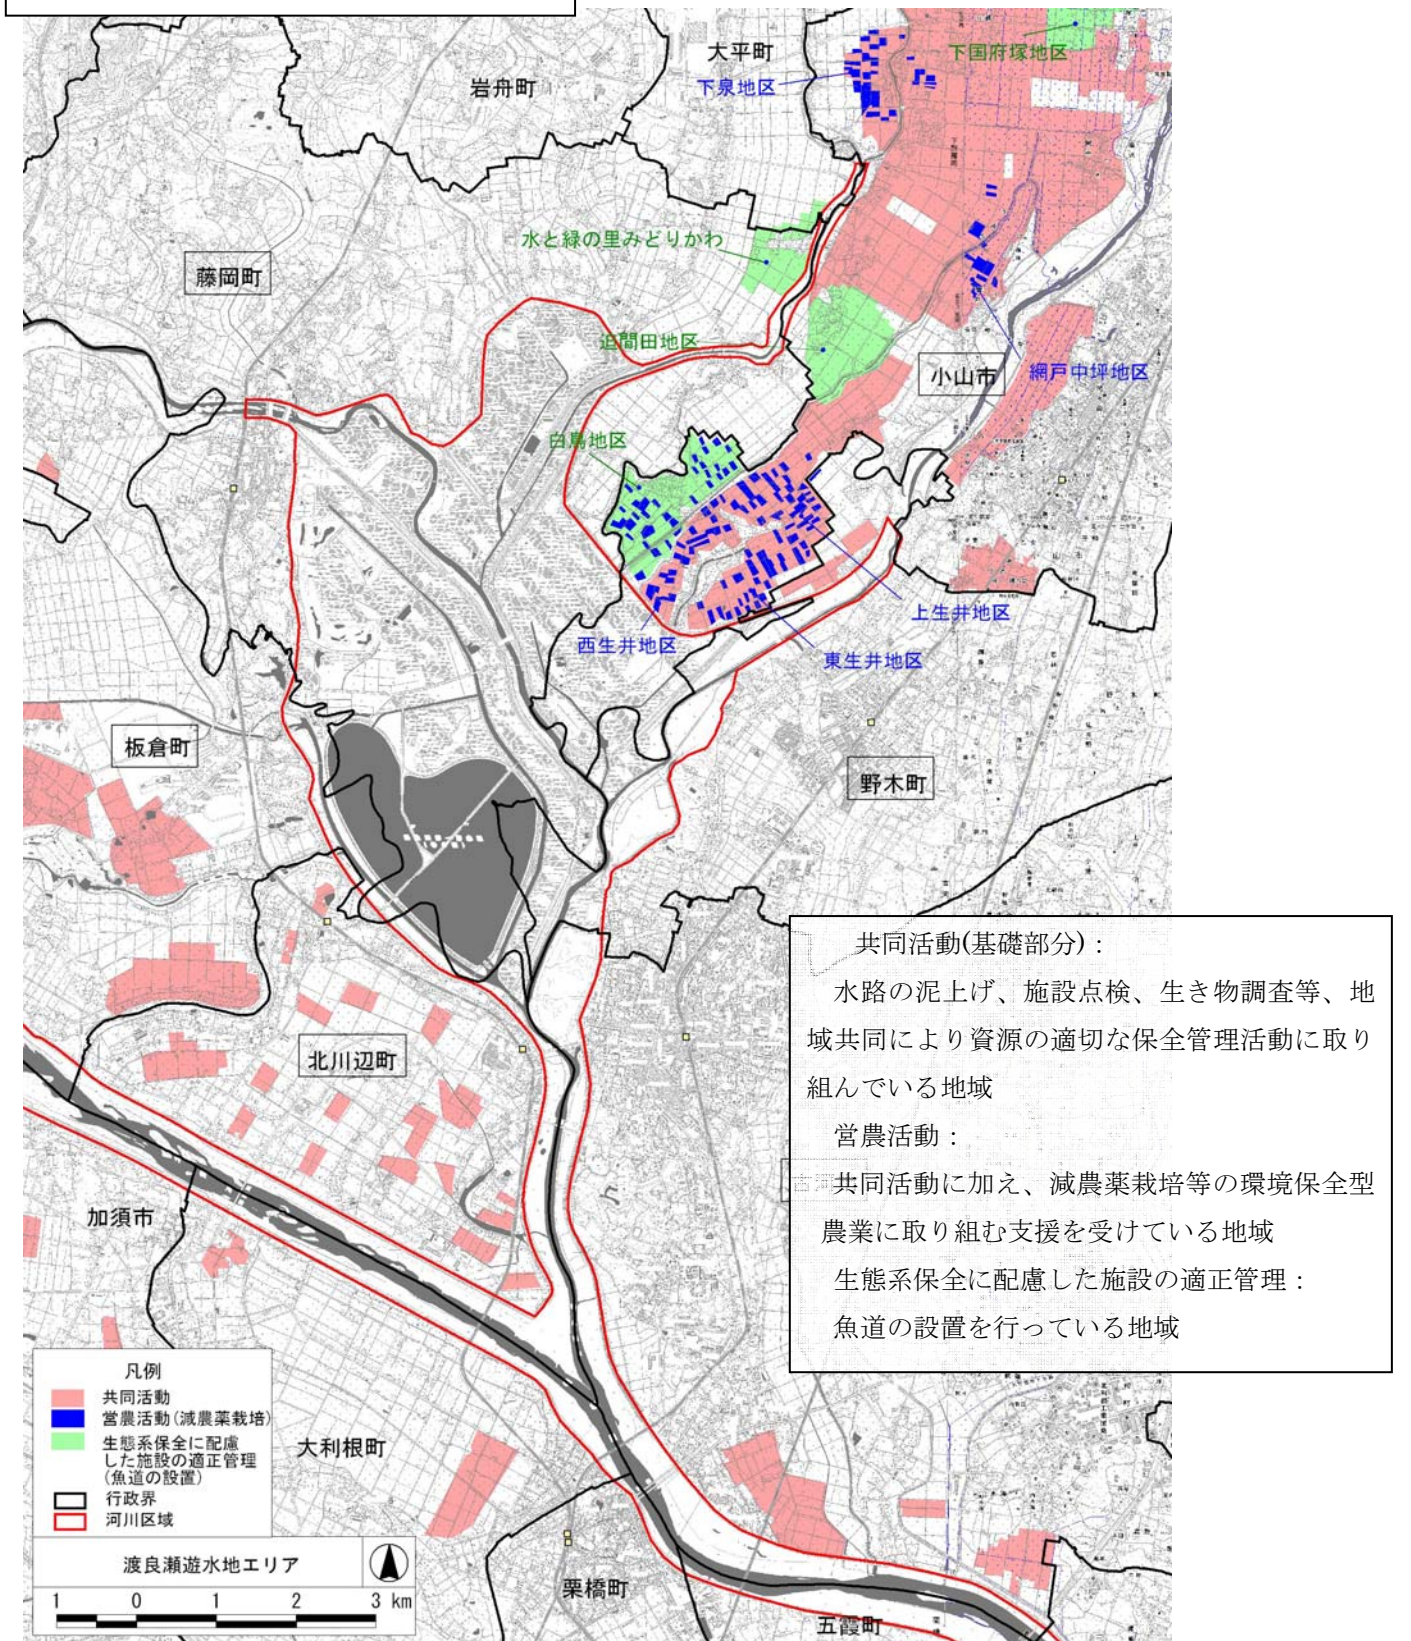 大平町
下国府塚地区
岩舟町
下泉地区
水と緑の里みどりかわ
藤岡町
迫間田地区
小山市
網戸中坪地区
白鳥地区
上生井地区
西生井地区
東生井地区
板倉町
野木町
共同活動(基礎部分)：
水路の泥上げ、施設点検、生き物調査等、地
域共同により資源の適切な保全管理活動に取り
組んでいる地域
営農活動：
共同活動に加え、減農薬栽培等の環境保全型
農業に取り組む支援を受けている地域
生態系保全に配慮した施設の適正管理：
魚道の設置を行っている地域
北川辺町
加須市
凡例
共同活動
営農活動(減農薬栽培)
生態系保全に配慮
した施設の適正管理
(魚道の設置)
行政界
河川区域
大利根町
渡良瀬遊水地エリア
1 0 1 2 3 km
栗橋町
五霞町